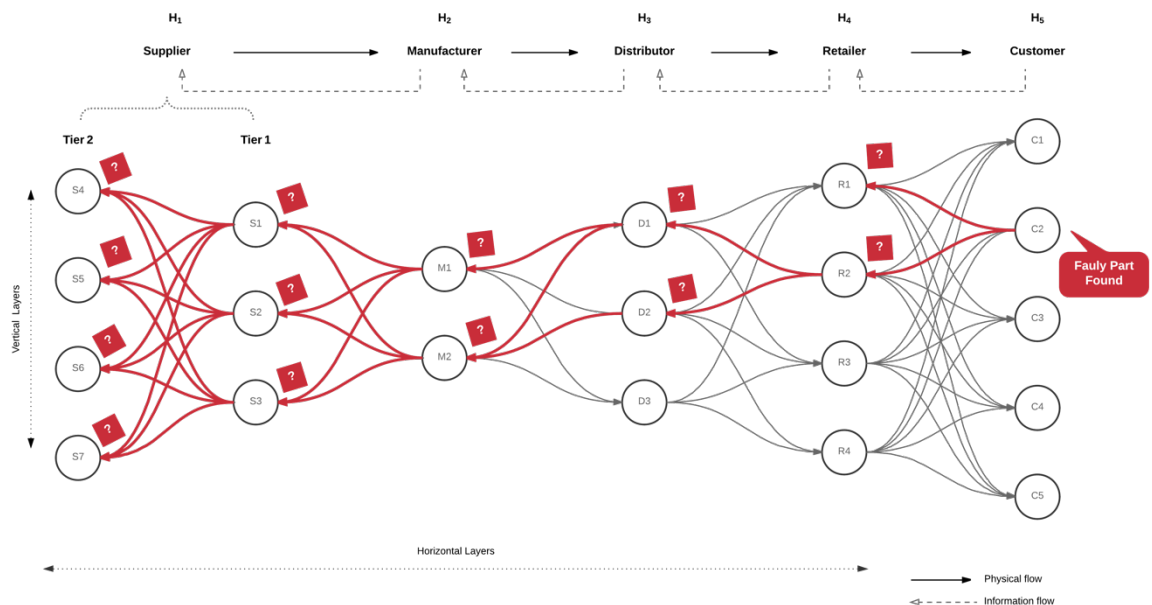 H1
H2
H3
H4
H5
Supplier
Manufacturer
Distributor
Retailer
Customer
Tier 2
Tier 1
?
S4
?
S5
?
S6
?
S7
?
S1
?
S2
?
S3
?
M1
?
M2
?
D1
?
D2
D3
?
R1
?
R2
R3
R4
C1
C2
C3
C4
C5
Fauly Part
Found
Vertical Layers
Horizontal Layers
Physical flow
Information flow